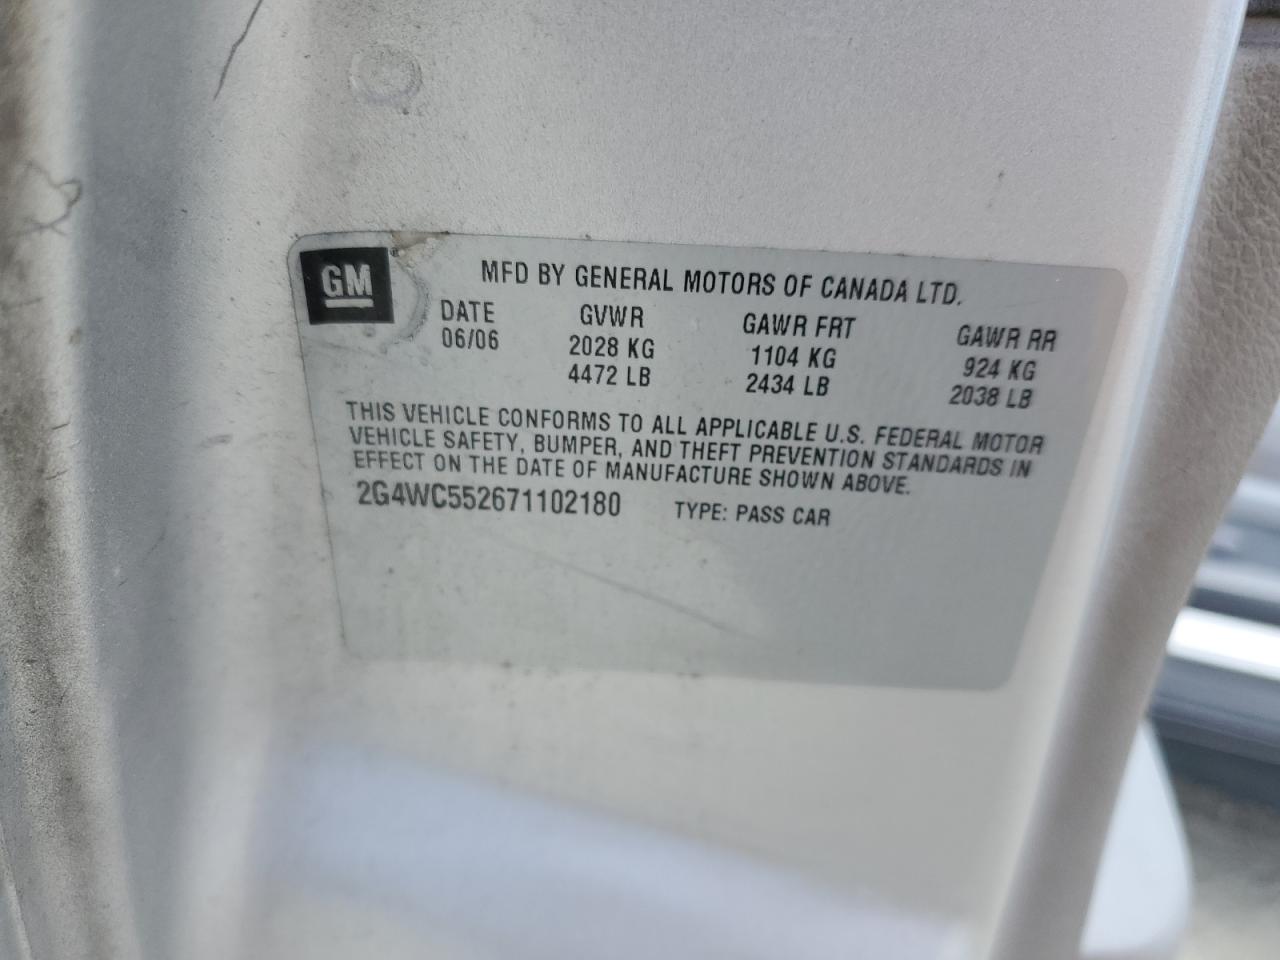 GM
MFD BY GENERAL MOTORS OF CANADA LTD.
DATE GVWR GAWR FRT GAWR RR
06/06 2028 KG 1104 KG 924 KG
4472 LB 2434 LB 2038 LB
THIS VEHICLE CONFORMS TO ALL APPLICABLE U.S. FEDERAL MOTOR
VEHICLE SAFETY, BUMPER, AND THEFT PREVENTION STANDARDS IN
EFFECT ON THE DATE OF MANUFACTURE SHOWN ABOVE.
2G4WC552671102180 TYPE: PASS CAR